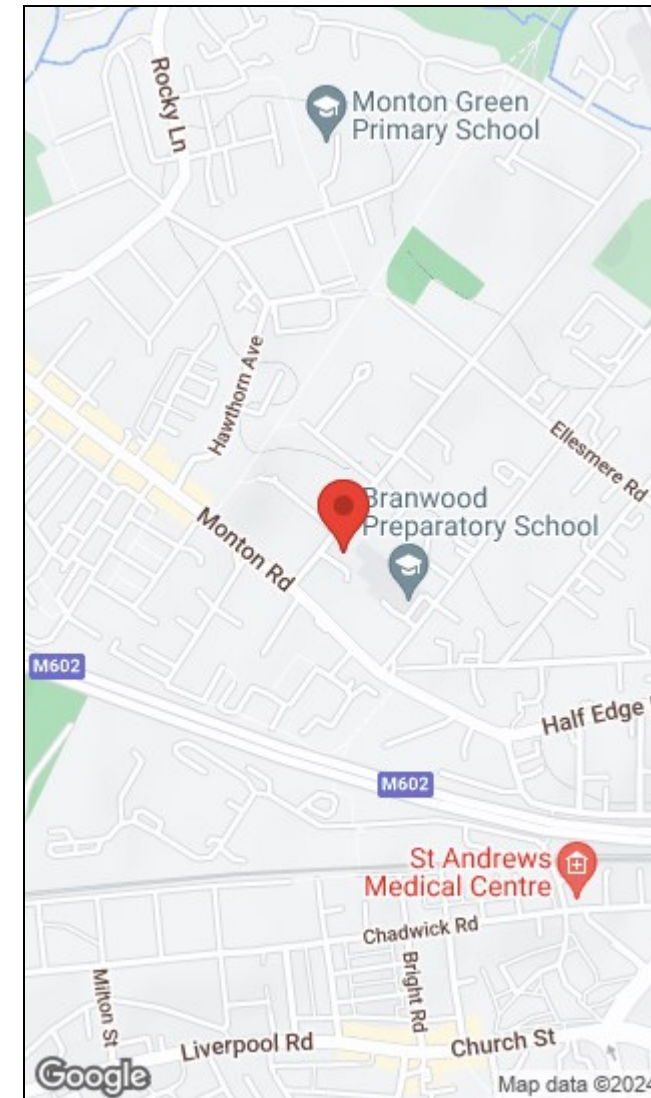 Rocky Ln
Monton Green
Primary School
Hawthorn Ave
Ellesmere Rd
Branwood
Preparatory School
Monton Rd
M602
Half Edge
M602
St Andrews
Medical Centre
Chadwick Rd
Milton St
Bright Rd
Liverpool Rd
Church St
Google
Map data ©2024